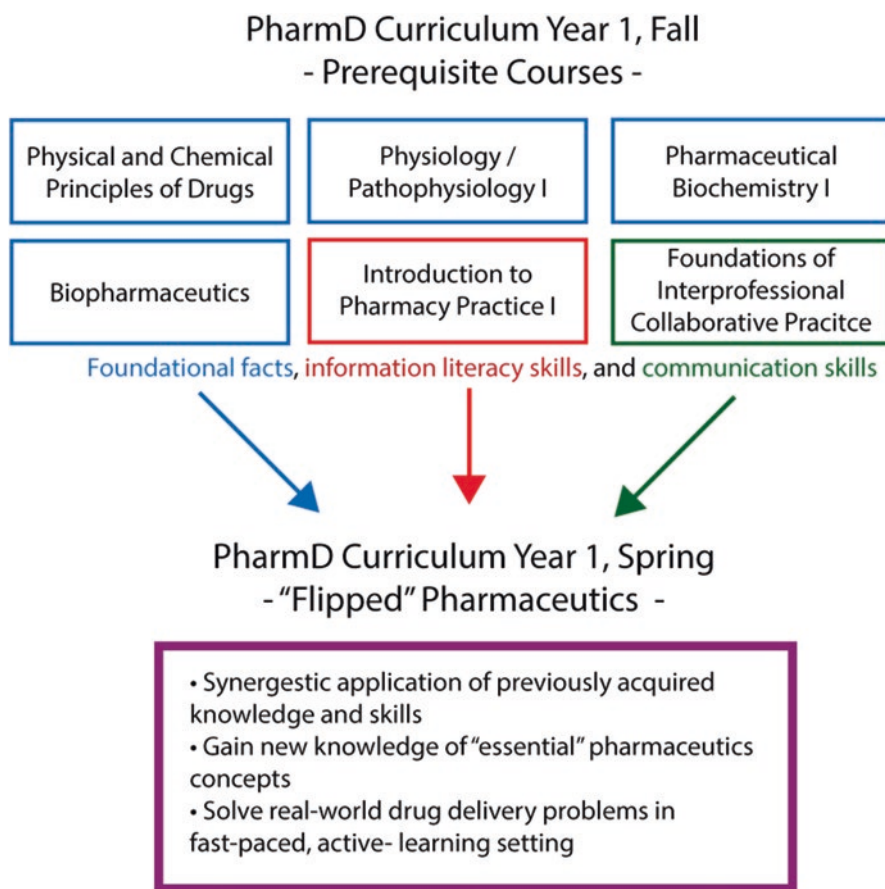 PharmD Curriculum Year 1, Fall
- Prerequisite Courses -
Physical and Chemical
Principles of Drugs
Physiology /
Pathophysiology I
Pharmaceutical
Biochemistry I
Biopharmaceutics
Introduction to
Pharmacy Practice I
Foundations of
Interprofessional
Collaborative Pracitce
Foundational facts, information literacy skills, and communication skills
PharmD Curriculum Year 1, Spring
- “Flipped” Pharmaceutics -
• Synergestic application of previously acquired
knowledge and skills
• Gain new knowledge of “essential” pharmaceutics
concepts
• Solve real-world drug delivery problems in
fast-paced, active- learning setting